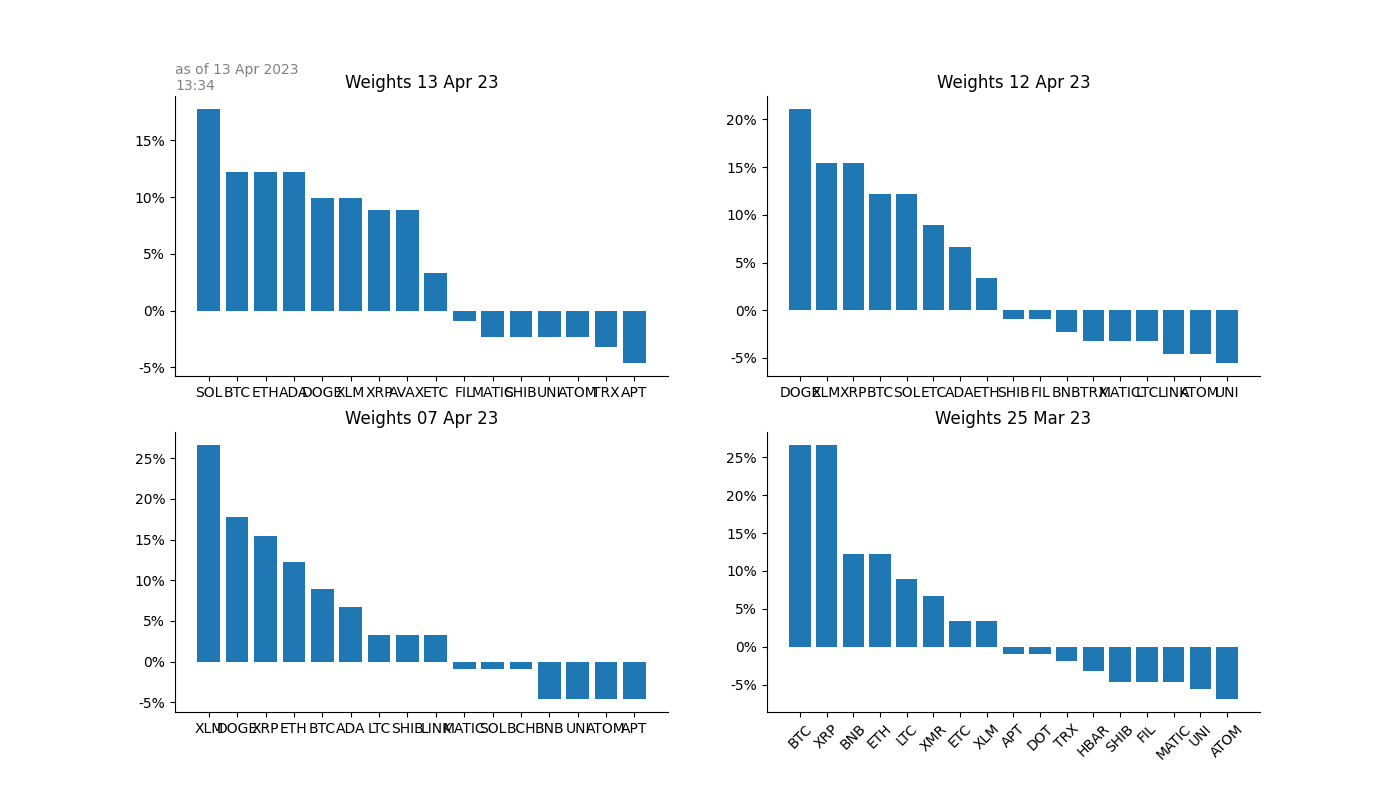 as of 13 Apr 2023
13:34
Weights 13 Apr 23
15%
10%
5%
0%
-5%
SOL BTC ETH ADA DOGE XLM XRP AVAX ETC FIL MATIC SHIB UNI ATOM TRX APT
Weights 12 Apr 23
20%
15%
10%
5%
0%
-5%
DOGE XLM XRP BTC SOL ETC ADA ETH SHIB FIL BNB TRX MATIC LTC LINK ATOM UNI
Weights 07 Apr 23
25%
20%
15%
10%
5%
0%
-5%
XLM DOGE XRP ETH BTC ADA LTC SHIB LINK MATIC SOL BCH BNB UNI ATOM APT
Weights 25 Mar 23
25%
20%
15%
10%
5%
0%
-5%
BTC XRP BNB ETH LTC XMR ETC XLM APT DOT TRX HBAR SHIB FIL MATIC UNI ATOM